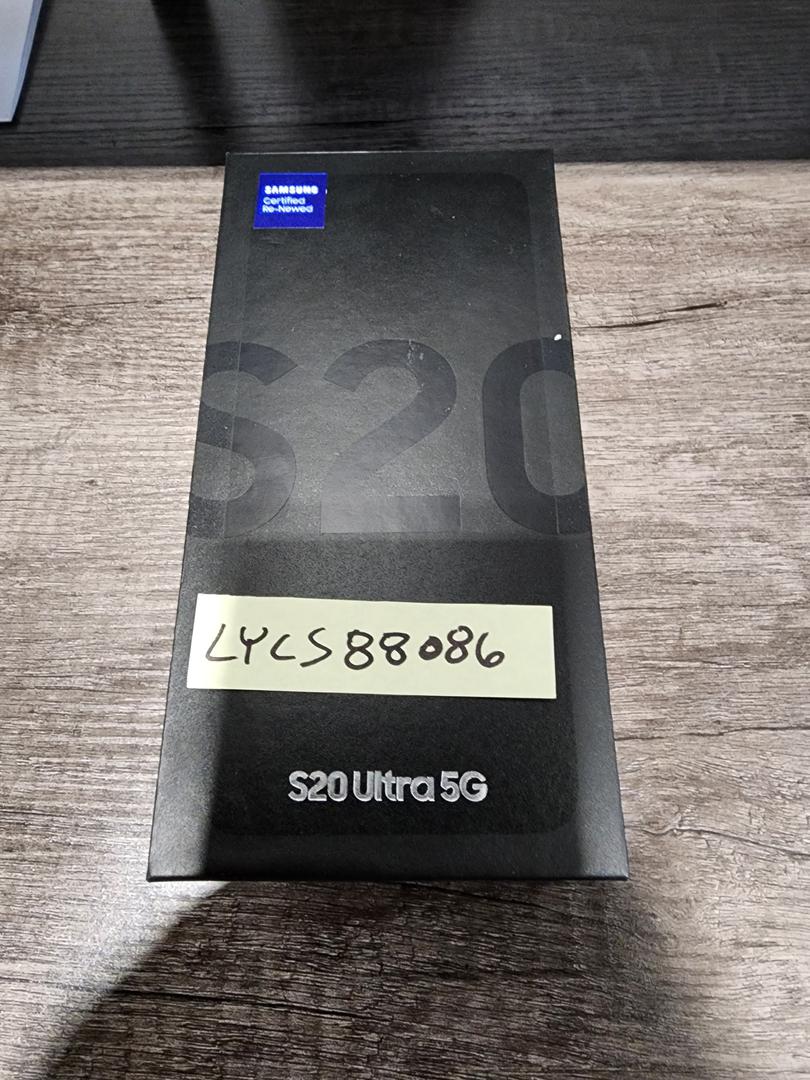 SAMSUNG
Certified
Re-Newed
S20
LYCS88086
S20 Ultra 5G